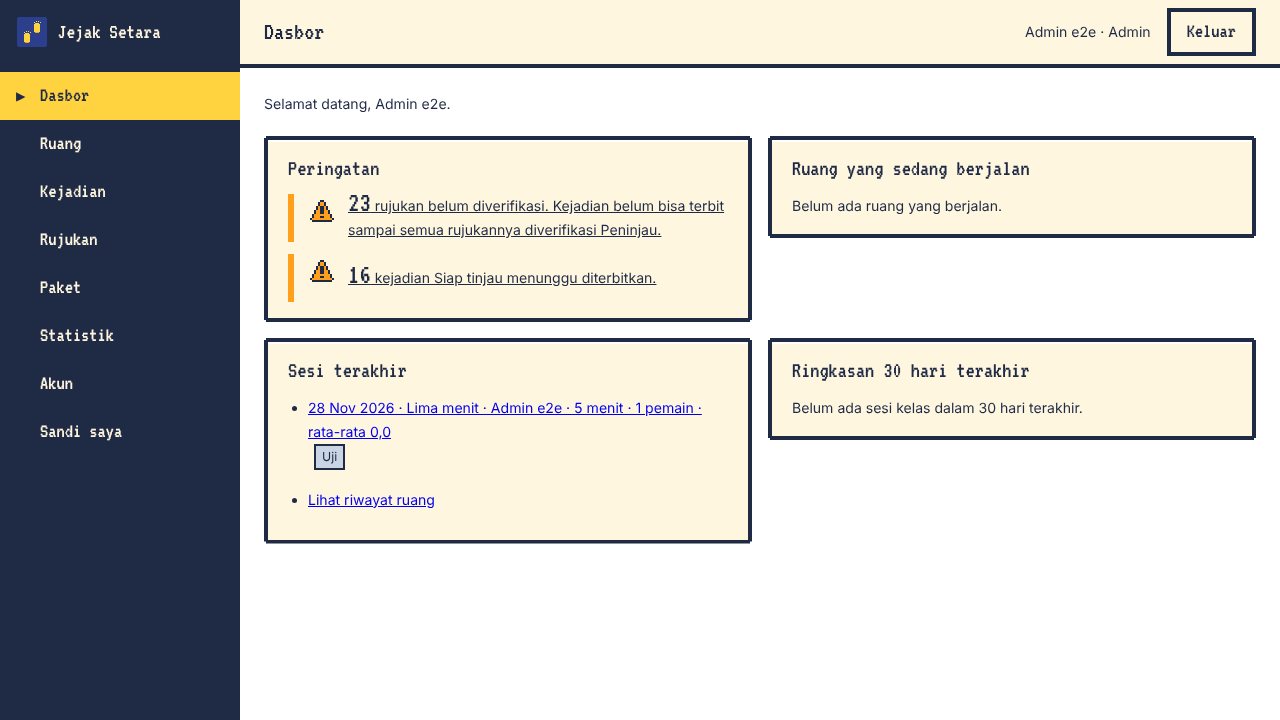 Jejak Setara
Dasbor
Admin e2e · Admin
Keluar
▶ Dasbor
Ruang
Kejadian
Rujukan
Paket
Statistik
Akun
Sandi saya
Selamat datang, Admin e2e.
Peringatan
23 rujukan belum diverifikasi. Kejadian belum bisa terbit
sampai semua rujukannya diverifikasi Peninjau.
16 kejadian Siap tinjau menunggu diterbitkan.
Ruang yang sedang berjalan
Belum ada ruang yang berjalan.
Sesi terakhir
• 28 Nov 2026 · Lima menit · Admin e2e · 5 menit · 1 pemain ·
rata-rata 0,0
Uji
• Lihat riwayat ruang
Ringkasan 30 hari terakhir
Belum ada sesi kelas dalam 30 hari terakhir.